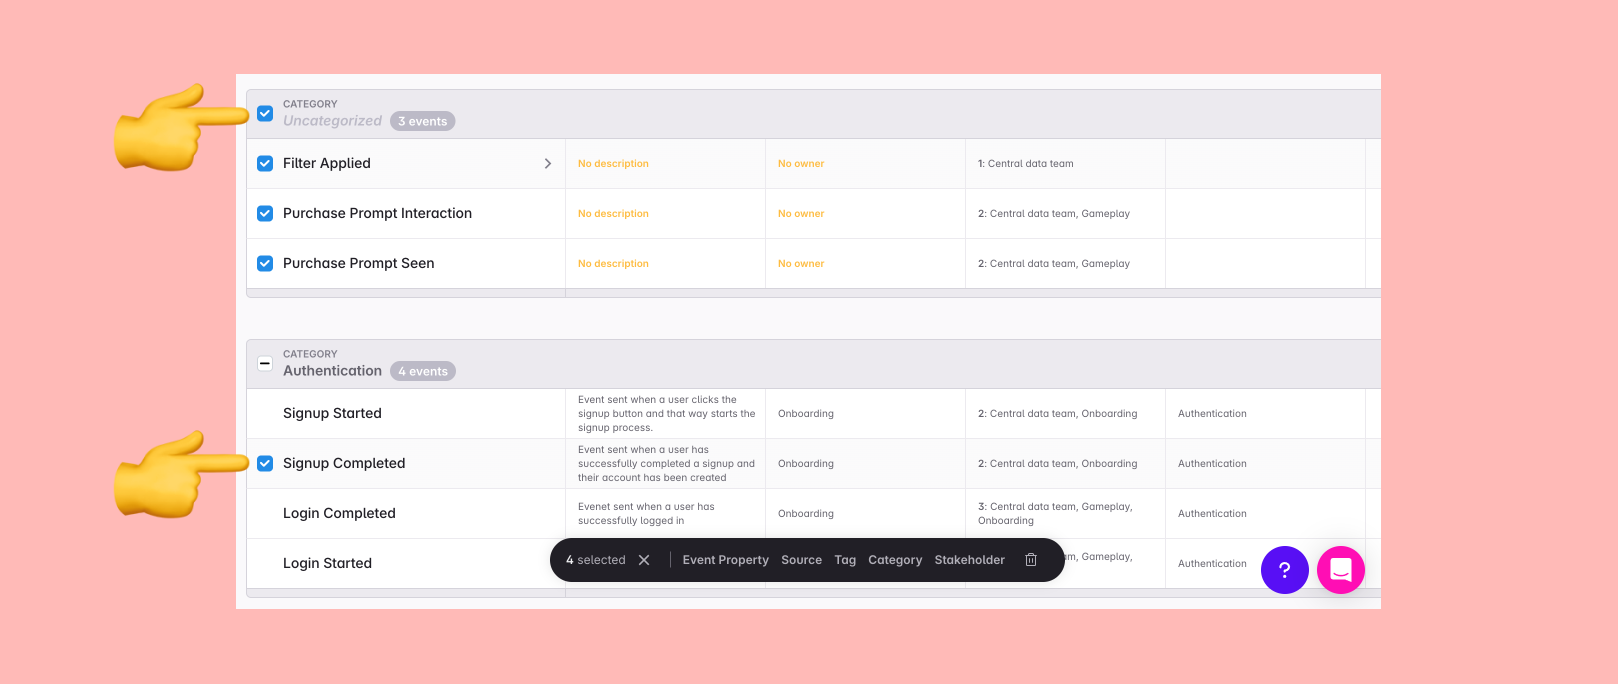 CATEGORY
Uncategorized 3 events
Filter Applied No description No owner 1: Central data team
Purchase Prompt Interaction No description No owner 2: Central data team, Gameplay
Purchase Prompt Seen No description No owner 2: Central data team, Gameplay
CATEGORY
Authentication 4 events
Signup Started
Event sent when a user clicks the
signup button and that way starts the
signup process.
Onboarding
2: Central data team, Onboarding
Authentication
Signup Completed
Event sent when a user has
successfully completed a signup and
their account has been created
Onboarding
2: Central data team, Onboarding
Authentication
Login Completed
Evenet sent when a user has
successfully logged in
Onboarding
3: Central data team, Gameplay,
Onboarding
Authentication
Login Started
Gameplay,
Authentication
4 selected Event Property Source Tag Category Stakeholder
?